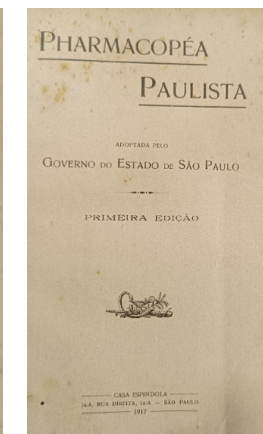 PHARMACOPÉA
PAULISTA
ADOPTADA PELO
GOVERNO DO ESTADO DE SÃO PAULO
PRIMEIRA EDIÇÃO
CASA ESPINDOLA
RUA DIREITA, — SÃO PAULO
1917